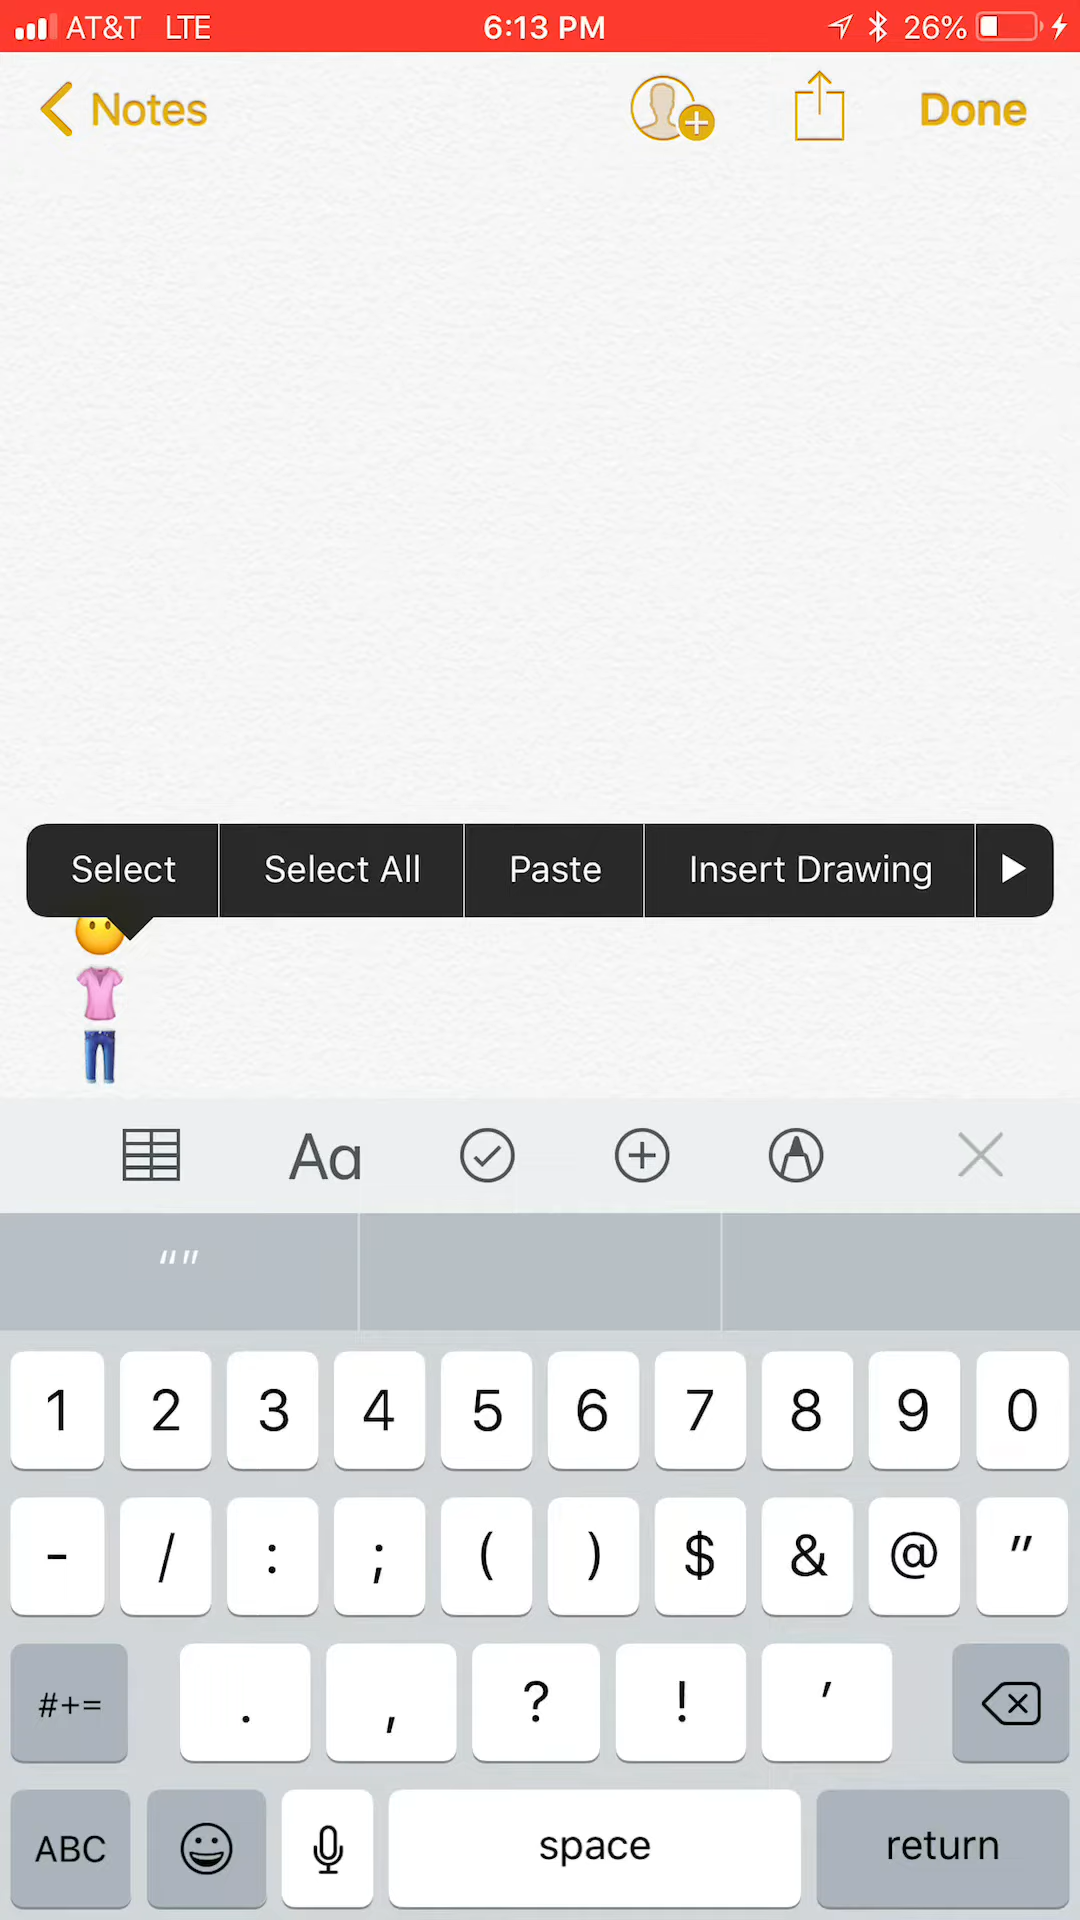 AT&T LTE 6:13 PM 26%
Notes Done
Select Select All Paste Insert Drawing
Aa
“”
1 2 3 4 5 6 7 8 9 0
- / : ; ( ) $ & @ "
#+= . , ? ! '
ABC space return